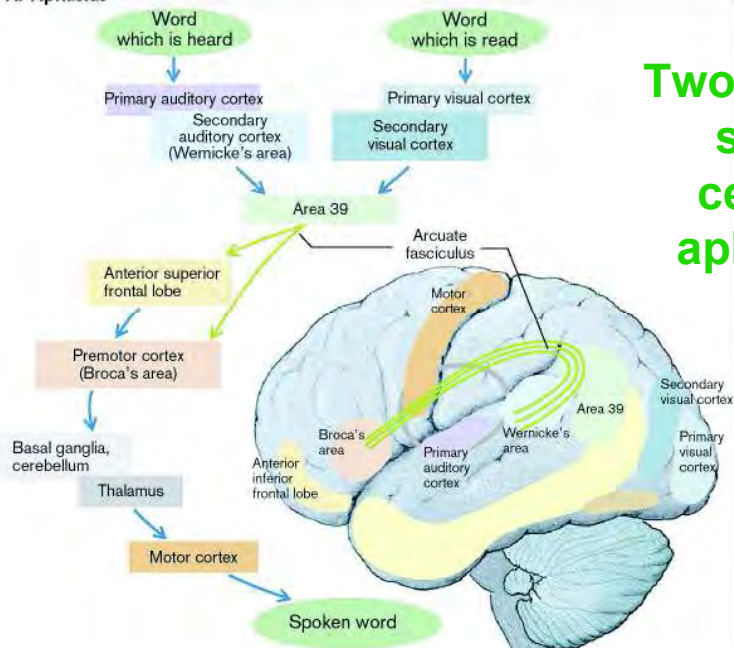 Word
which is heard
Word
which is read
Primary auditory cortex
Primary visual cortex
Secondary
auditory cortex
(Wernicke's area)
Secondary
visual cortex
Two
Area 39
Arcuate
fasciculus
Anterior superior
frontal lobe
Premotor cortex
(Broca's area)
Basal ganglia,
cerebellum
Thalamus
Motor cortex
Spoken word
Motor
cortex
Secondary
visual cortex
Area 39
Primary
visual
cortex
Broca's
area
Wernicke's
area
Primary
auditory
cortex
Anterior
inferior
frontal lobe